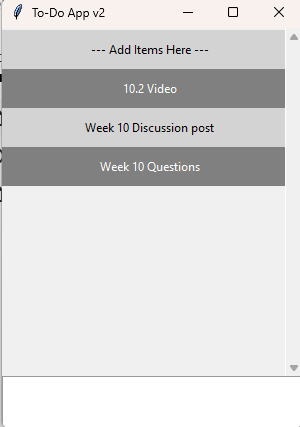 To-Do App v2
--- Add Items Here ---
10.2 Video
Week 10 Discussion post
Week 10 Questions